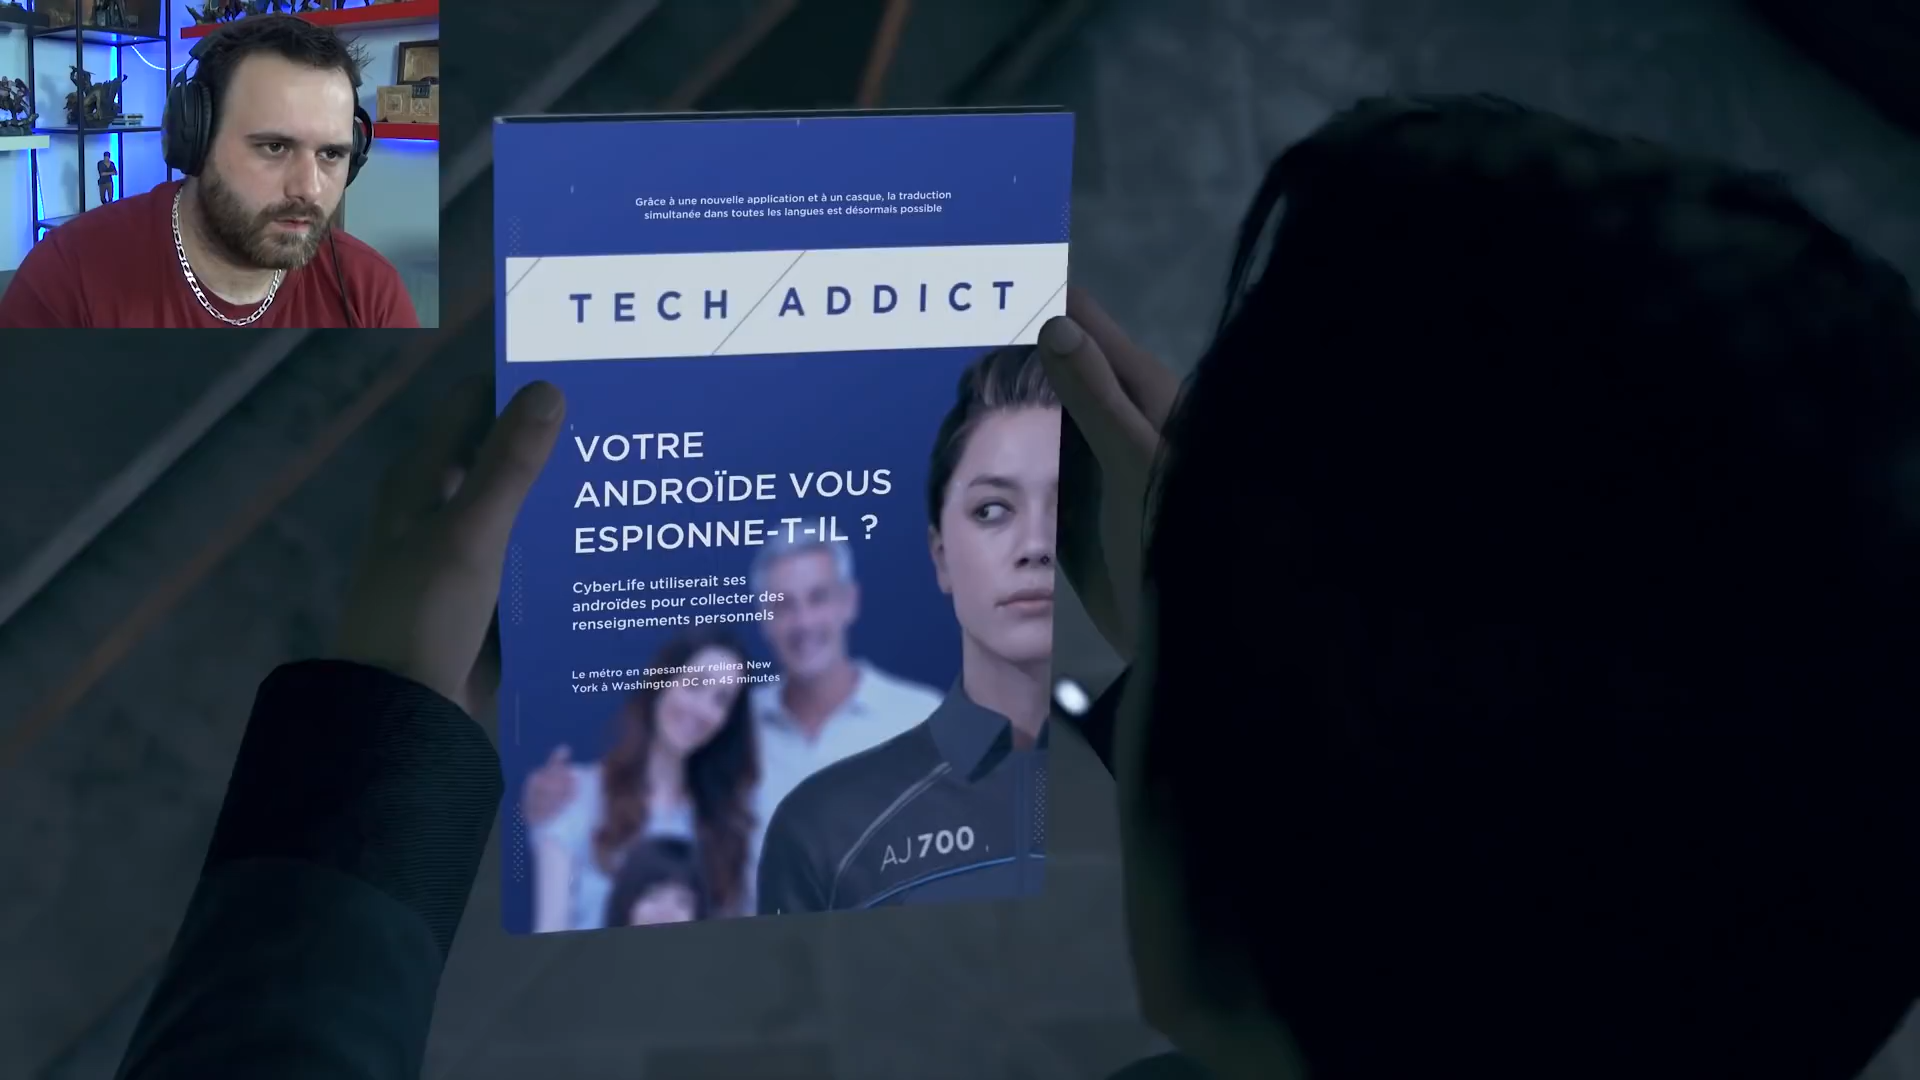 Grâce à une nouvelle application et à un casque, la traduction
simultanée dans toutes les langues est désormais possible
TECH ADDICT
VOTRE
ANDROÏDE VOUS
ESPIONNE-T-IL ?
CyberLife utiliserait ses
androïdes pour collecter des
renseignements personnels
Le métro en apesanteur reliera New
York à Washington DC en 45 minutes
AJ700